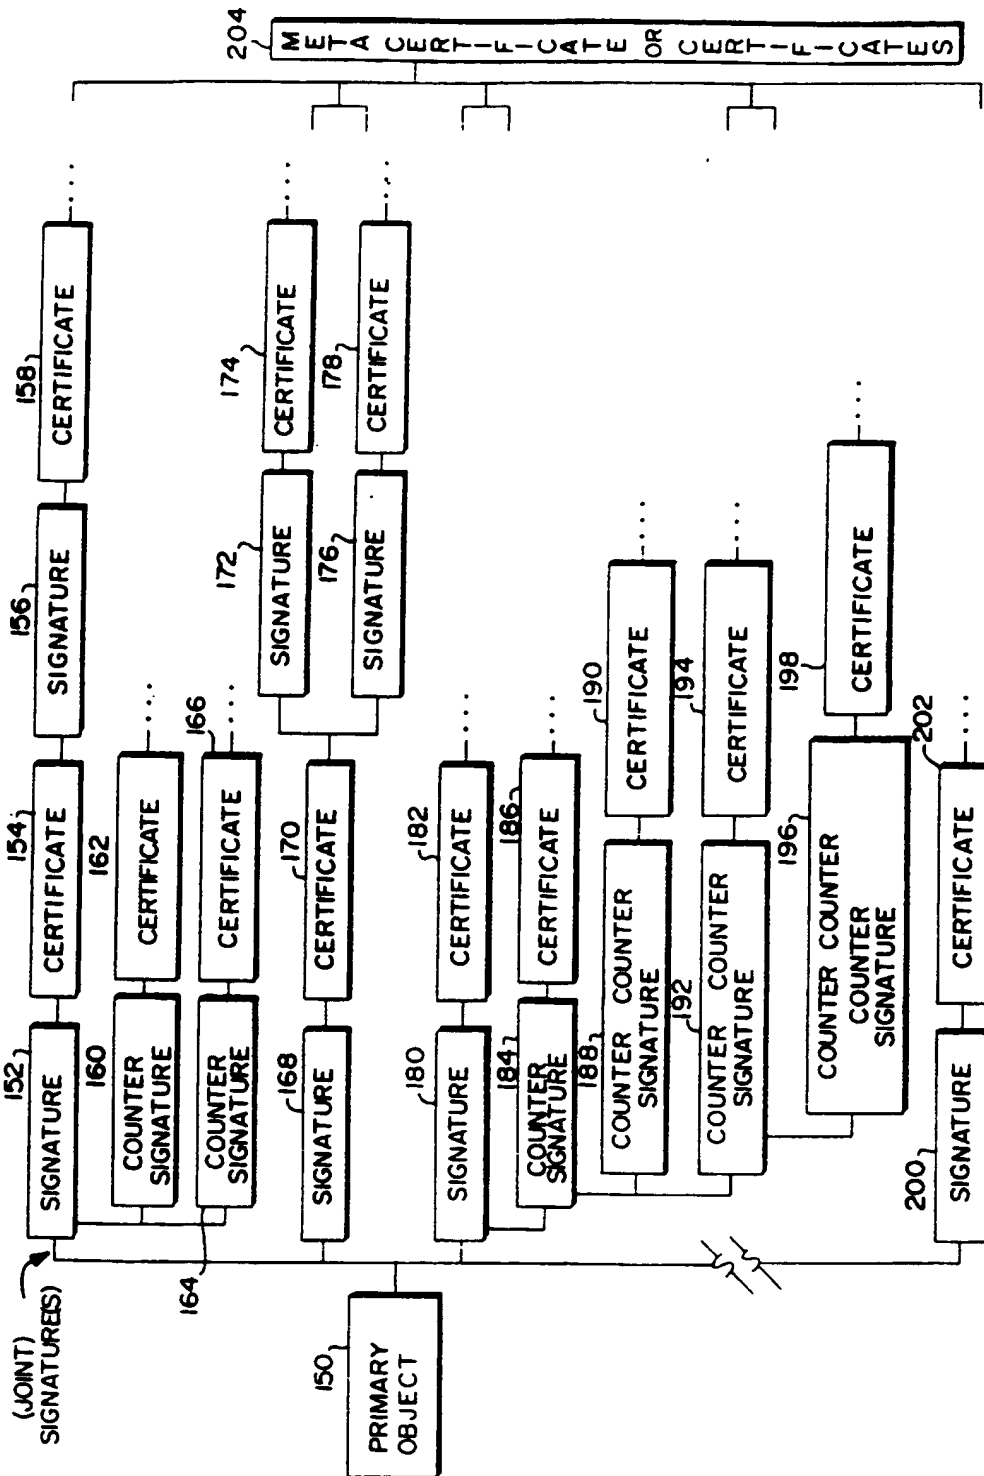 (JOINT)
SIGNATURE(S)
150
PRIMARY
OBJECT
152
SIGNATURE
154
CERTIFICATE
156
SIGNATURE
158
CERTIFICATE
....
160
COUNTER
SIGNATURE
162
CERTIFICATE
....
164
COUNTER
SIGNATURE
166
CERTIFICATE
....
168
SIGNATURE
170
CERTIFICATE
172
SIGNATURE
174
CERTIFICATE
....
176
SIGNATURE
178
CERTIFICATE
....
180
SIGNATURE
182
CERTIFICATE
....
184
COUNTER
SIGNATURE
186
CERTIFICATE
....
188
COUNTER COUNTER
SIGNATURE
190
CERTIFICATE
....
192
COUNTER COUNTER
SIGNATURE
194
CERTIFICATE
....
196
COUNTER COUNTER
COUNTER
SIGNATURE
198
CERTIFICATE
....
200
SIGNATURE
202
CERTIFICATE
....
204
META CERTIFICATE OR CERTIFICATES